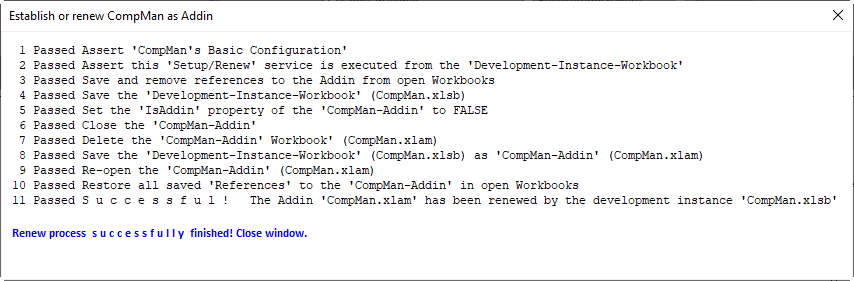 Establish or renew CompMan as Addin
1 Passed Assert 'CompMan's Basic Configuration'
2 Passed Assert this 'Setup/Renew' service is executed from the 'Development-Instance-Workbook'
3 Passed Save and remove references to the Addin from open Workbooks
4 Passed Save the 'Development-Instance-Workbook' (CompMan.xlsb)
5 Passed Set the 'IsAddin' property of the 'CompMan-Addin' to FALSE
6 Passed Close the 'CompMan-Addin'
7 Passed Delete the 'CompMan-Addin' Workbook' (CompMan.xlam)
8 Passed Save the 'Development-Instance-Workbook' (CompMan.xlsb) as 'CompMan-Addin' (CompMan.xlam)
9 Passed Re-open the 'CompMan-Addin' (CompMan.xlam)
10 Passed Restore all saved 'References' to the 'CompMan-Addin' in open Workbooks
11 Passed S u c c e s s f u l !   The Addin 'CompMan.xlam' has been renewed by the development instance 'CompMan.xlsb'
Renew process  s u c c e s s f u l l y  finished! Close window.